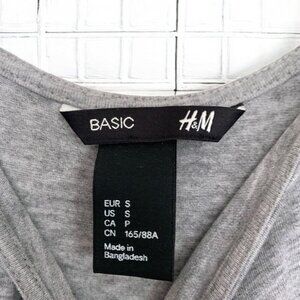 BASIC H&M
EUR S
US S
CA P
CN 165/88A
Made in
Bangladesh